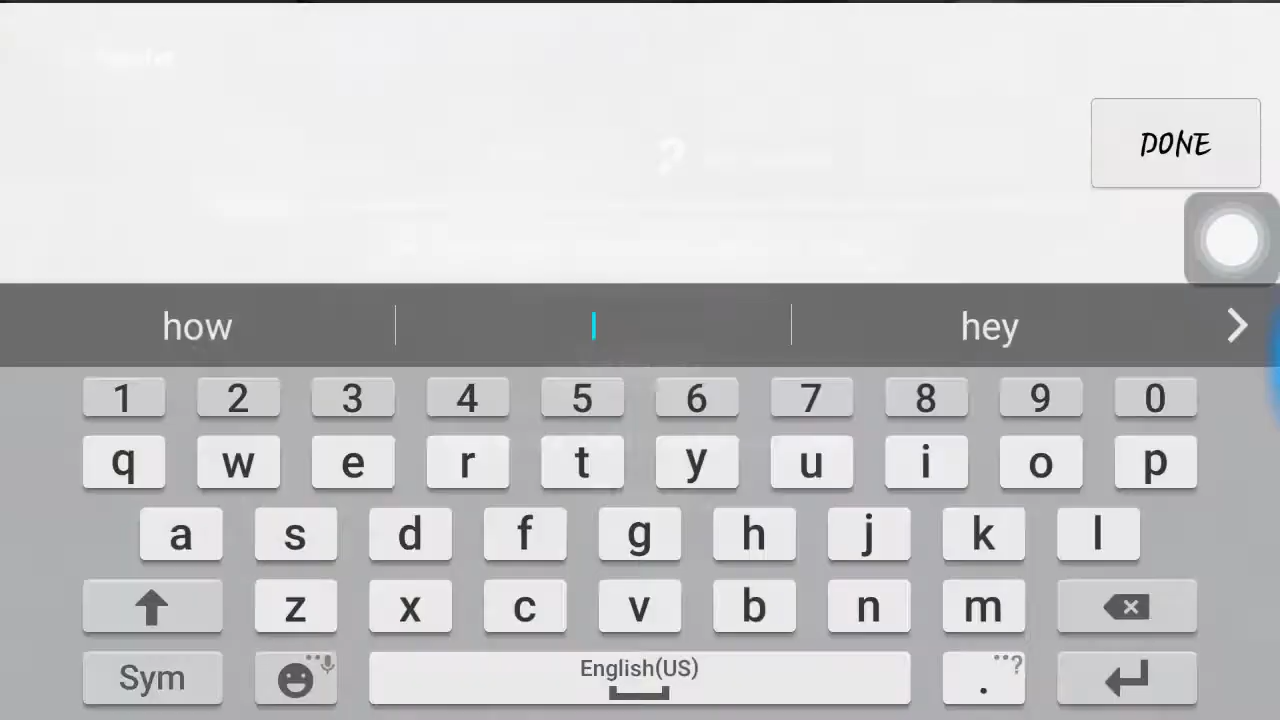 ?
DONE
how I hey
1 2 3 4 5 6 7 8 9 0
q w e r t y u i o p
a s d f g h j k l
z x c v b n m
Sym English(US) . ?